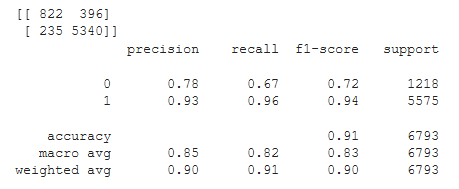 [[ 822 396]
[ 235 5340]]
precision recall f1-score support
0 0.78 0.67 0.72 1218
1 0.93 0.96 0.94 5575
accuracy 0.91 6793
macro avg 0.85 0.82 0.83 6793
weighted avg 0.90 0.91 0.90 6793